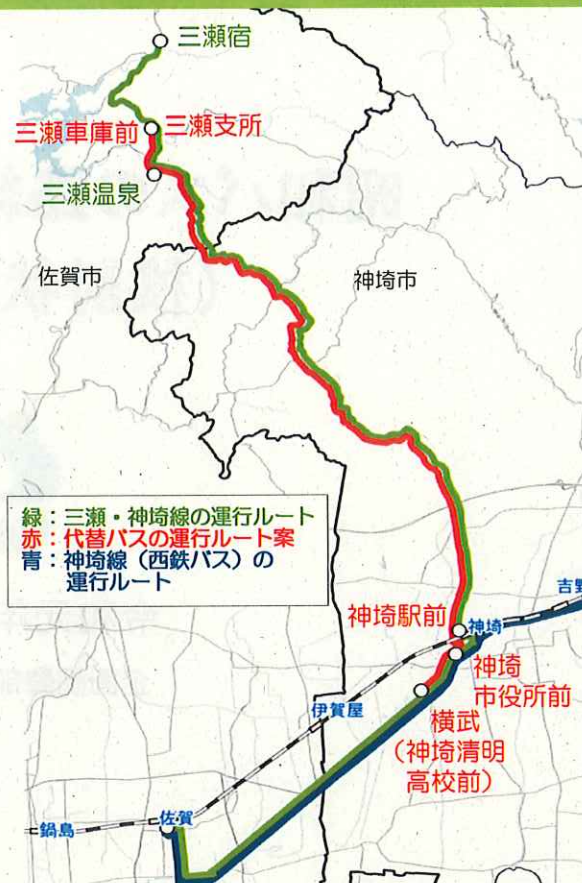 三瀬宿
三瀬車庫前
三瀬支所
三瀬温泉
佐賀市
神埼市
緑：三瀬・神埼線の運行ルート
赤：代替バスの運行ルート案
青：神埼線（西鉄バス）の
運行ルート
吉野
神埼駅前
神埼
神埼
市役所前
伊賀屋
横武
（神埼清明
高校前）
佐賀
鍋島